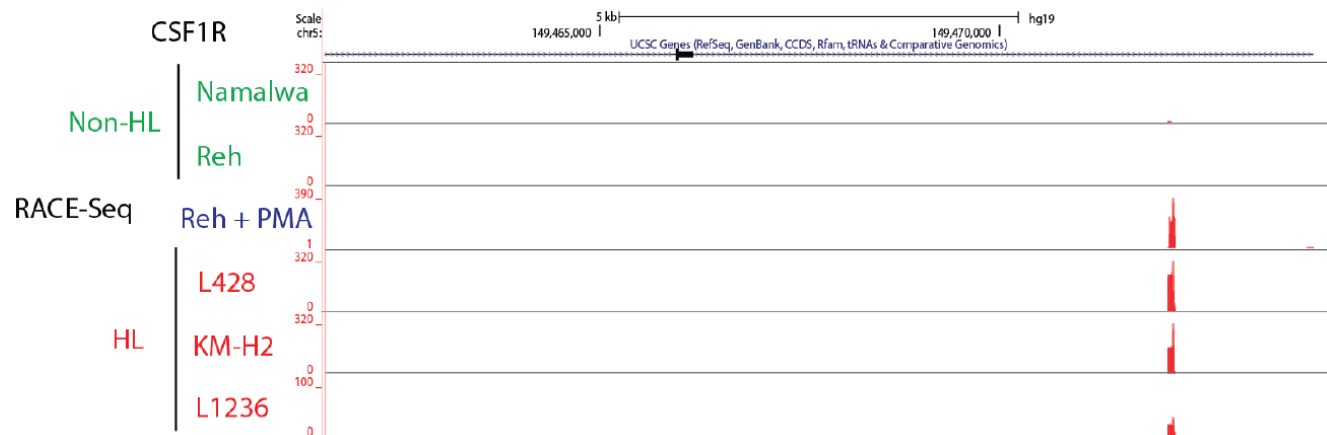 CSF1R
Scale
chr5:
5 kb
hg19
149,465,000
149,470,000
UCSC Genes (RefSeq, GenBank, CCDS, Rfam, tRNAs & Comparative Genomics)
Non-HL
Namalwa
320
0
Reh
320
0
RACE-Seq
Reh + PMA
390
1
HL
L428
320
0
KM-H2
320
0
L1236
100
0